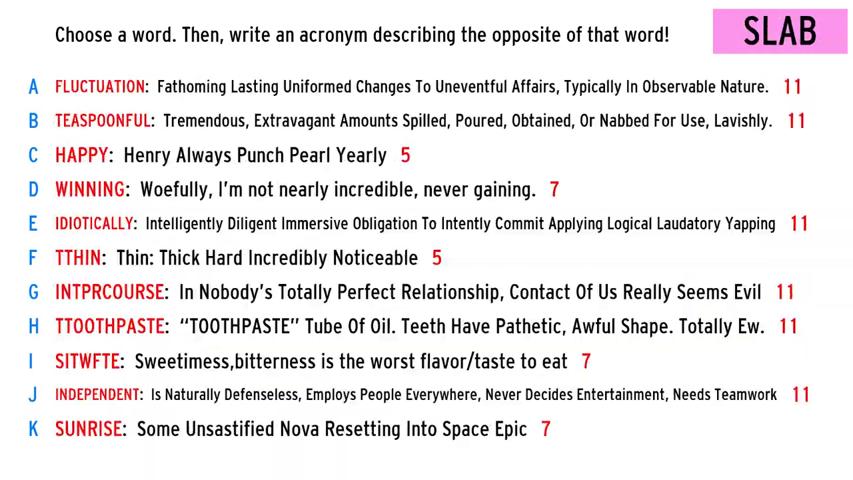 Choose a word. Then, write an acronym describing the opposite of that word!
SLAB
A FLUCTUATION: Fathoming Lasting Uniformed Changes To Uneventful Affairs, Typically In Observable Nature. 11
B TEASPOONFUL: Tremendous, Extravagant Amounts Spilled, Poured, Obtained, Or Nabbed For Use, Lavishly. 11
C HAPPY: Henry Always Punch Pearl Yearly 5
D WINNING: Woefully, I'm not nearly incredible, never gaining. 7
E IDIOTICALLY: Intelligently Diligent Immersive Obligation To Intently Commit Applying Logical Laudatory Yapping 11
F TTHIN: Thin: Thick Hard Incredibly Noticeable 5
G INTPRCOURSE: In Nobody's Totally Perfect Relationship, Contact Of Us Really Seems Evil 11
H TTOOTHPASTE: “TOOTHPASTE” Tube Of Oil. Teeth Have Pathetic, Awful Shape. Totally Ew. 11
I SITWFTE: Sweetimess,bitterness is the worst flavor/taste to eat 7
J INDEPENDENT: Is Naturally Defenseless, Employs People Everywhere, Never Decides Entertainment, Needs Teamwork 11
K SUNRISE: Some Unsastified Nova Resetting Into Space Epic 7